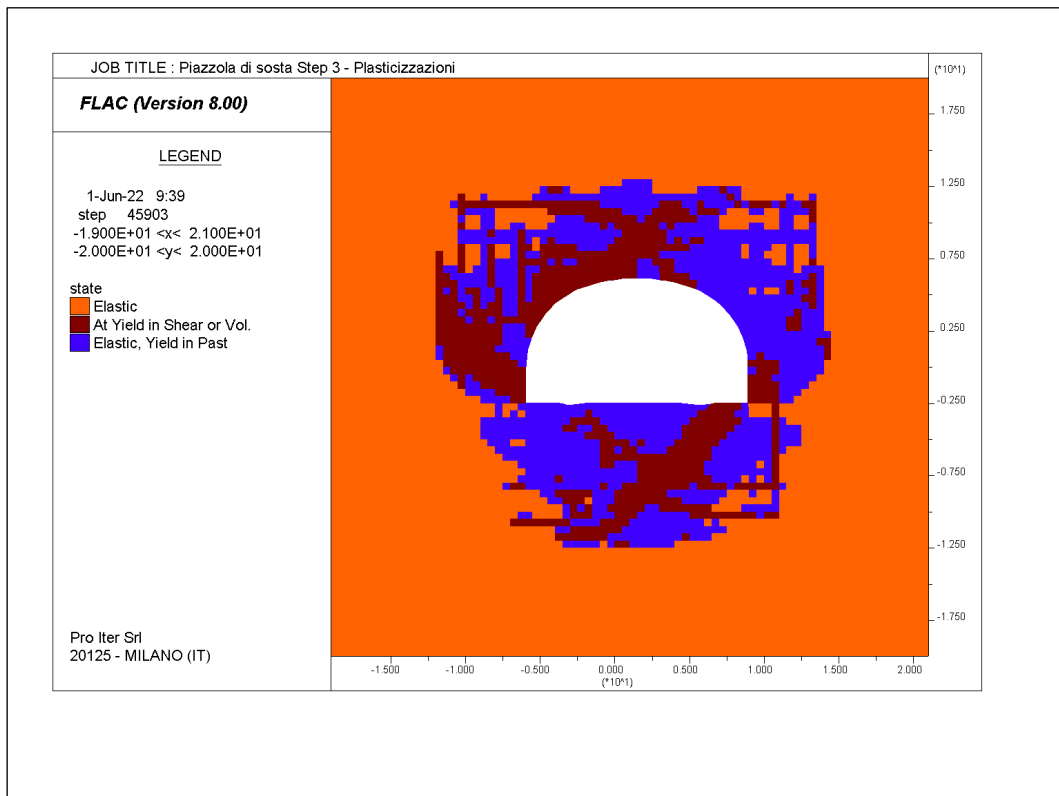 JOB TITLE : Piazzola di sosta Step 3 - Plasticizzazioni
(*10^1)
FLAC (Version 8.00)
LEGEND
1-Jun-22 9:39
step 45903
-1.900E+01 <x< 2.100E+01
-2.000E+01 <y< 2.000E+01
state
Elastic
At Yield in Shear or Vol.
Elastic, Yield in Past
Pro Iter Srl
20125 - MILANO (IT)
1.750
1.250
0.750
0.250
-0.250
-0.750
-1.250
-1.750
-1.500 -1.000 -0.500 0.000 0.500 1.000 1.500 2.000
(*10^1)